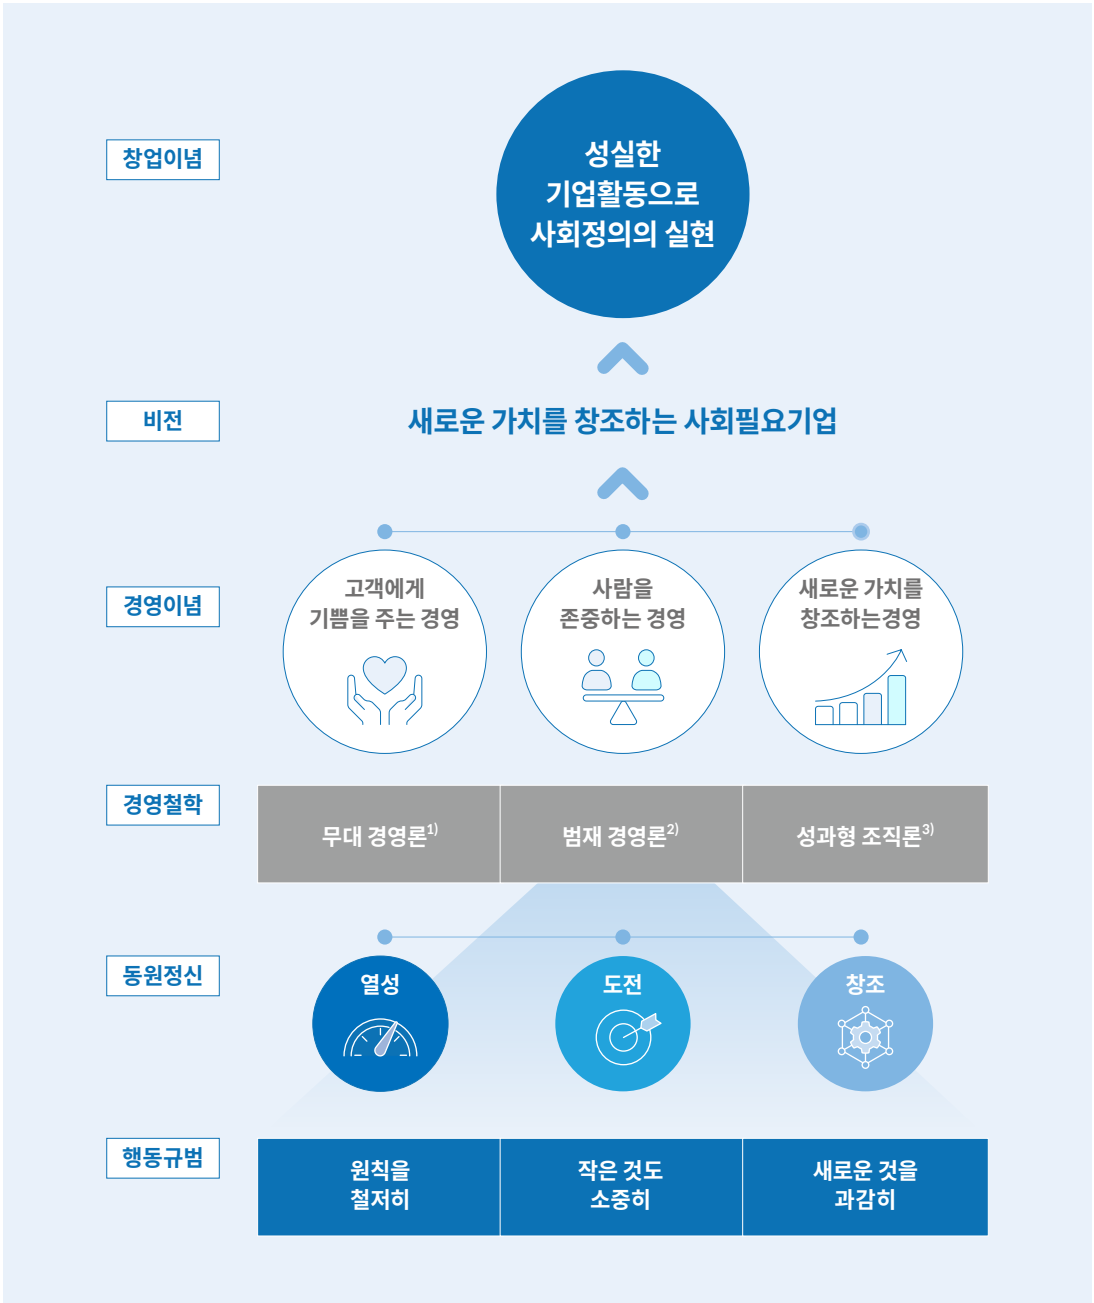 창업이념
성실한
기업활동으로
사회정의의 실현
비전
새로운 가치를 창조하는 사회필요기업
경영이념
고객에게
기쁨을 주는 경영
사람을
존중하는 경영
새로운 가치를
창조하는경영
경영철학
무대 경영론1)
범재 경영론2)
성과형 조직론3)
동원정신
열성
도전
창조
행동규범
원칙을
철저히
작은 것도
소중히
새로운 것을
과감히